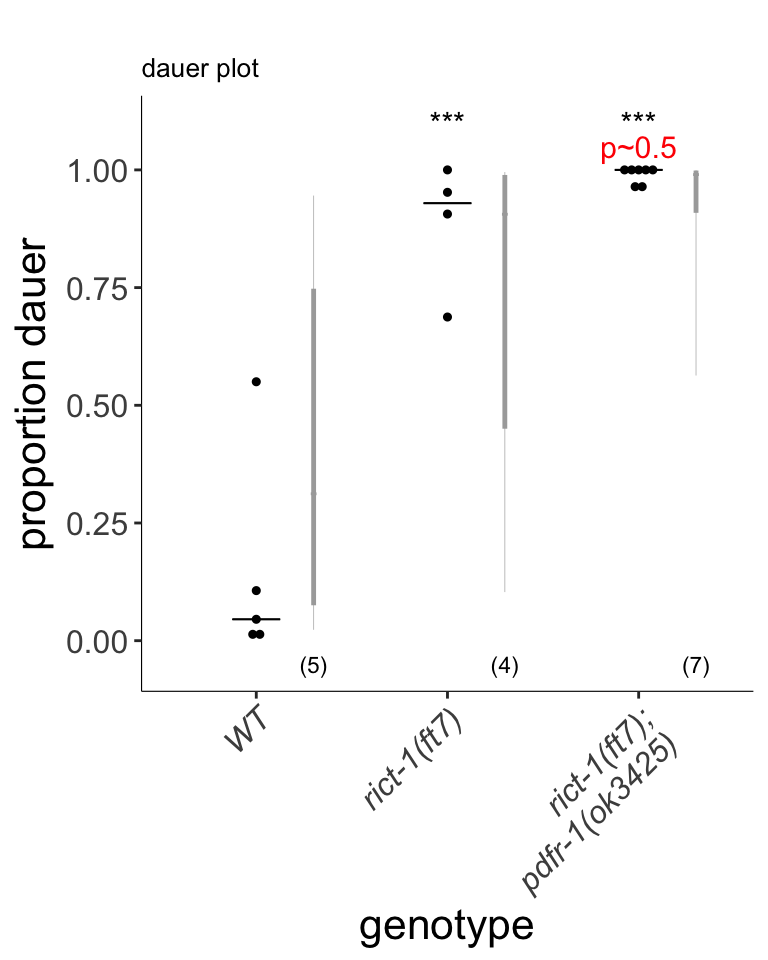 dauer plot
*** ***
p~0.5
1.00
0.75
0.50
0.25
0.00
proportion dauer
(5) (4) (7)
WT
rict-1(ft7)
rict-1(ft7);
pdfr-1(ok3425)
genotype